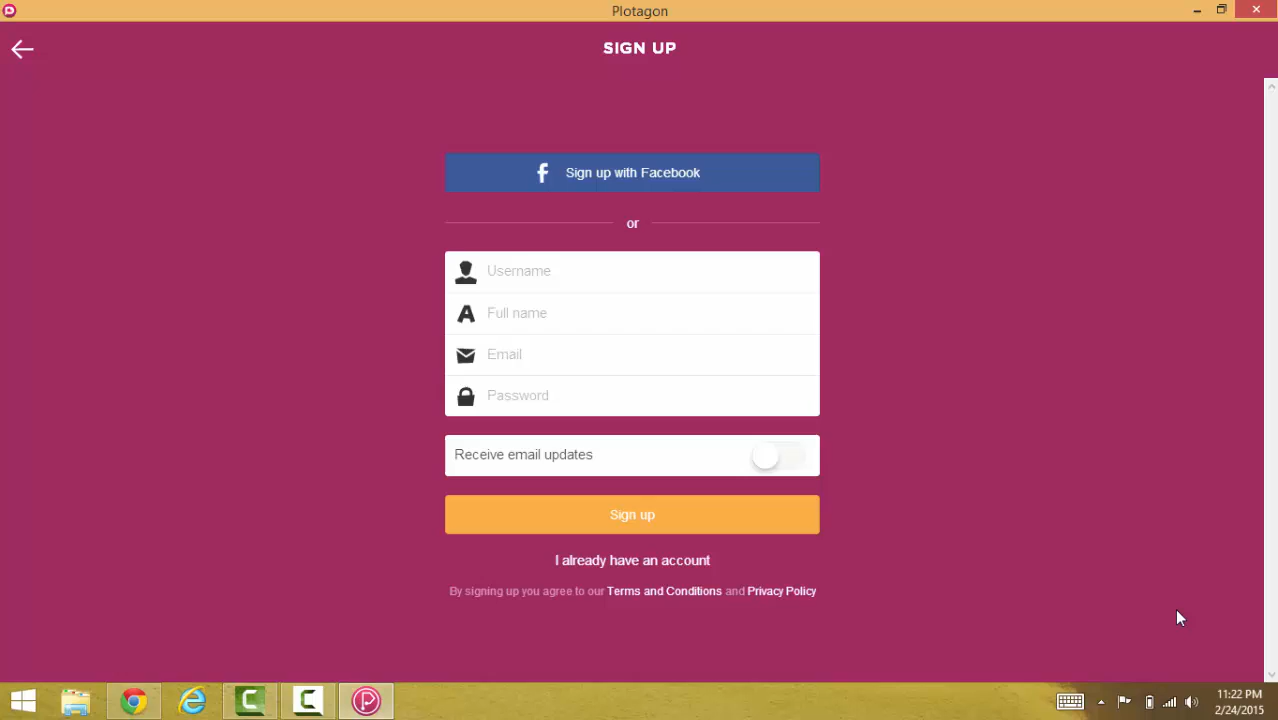 Plotagon
SIGN UP
Sign up with Facebook
or
Username
Full name
Email
Password
Receive email updates
Sign up
I already have an account
By signing up you agree to our Terms and Conditions and Privacy Policy
11:22 PM
2/24/2015